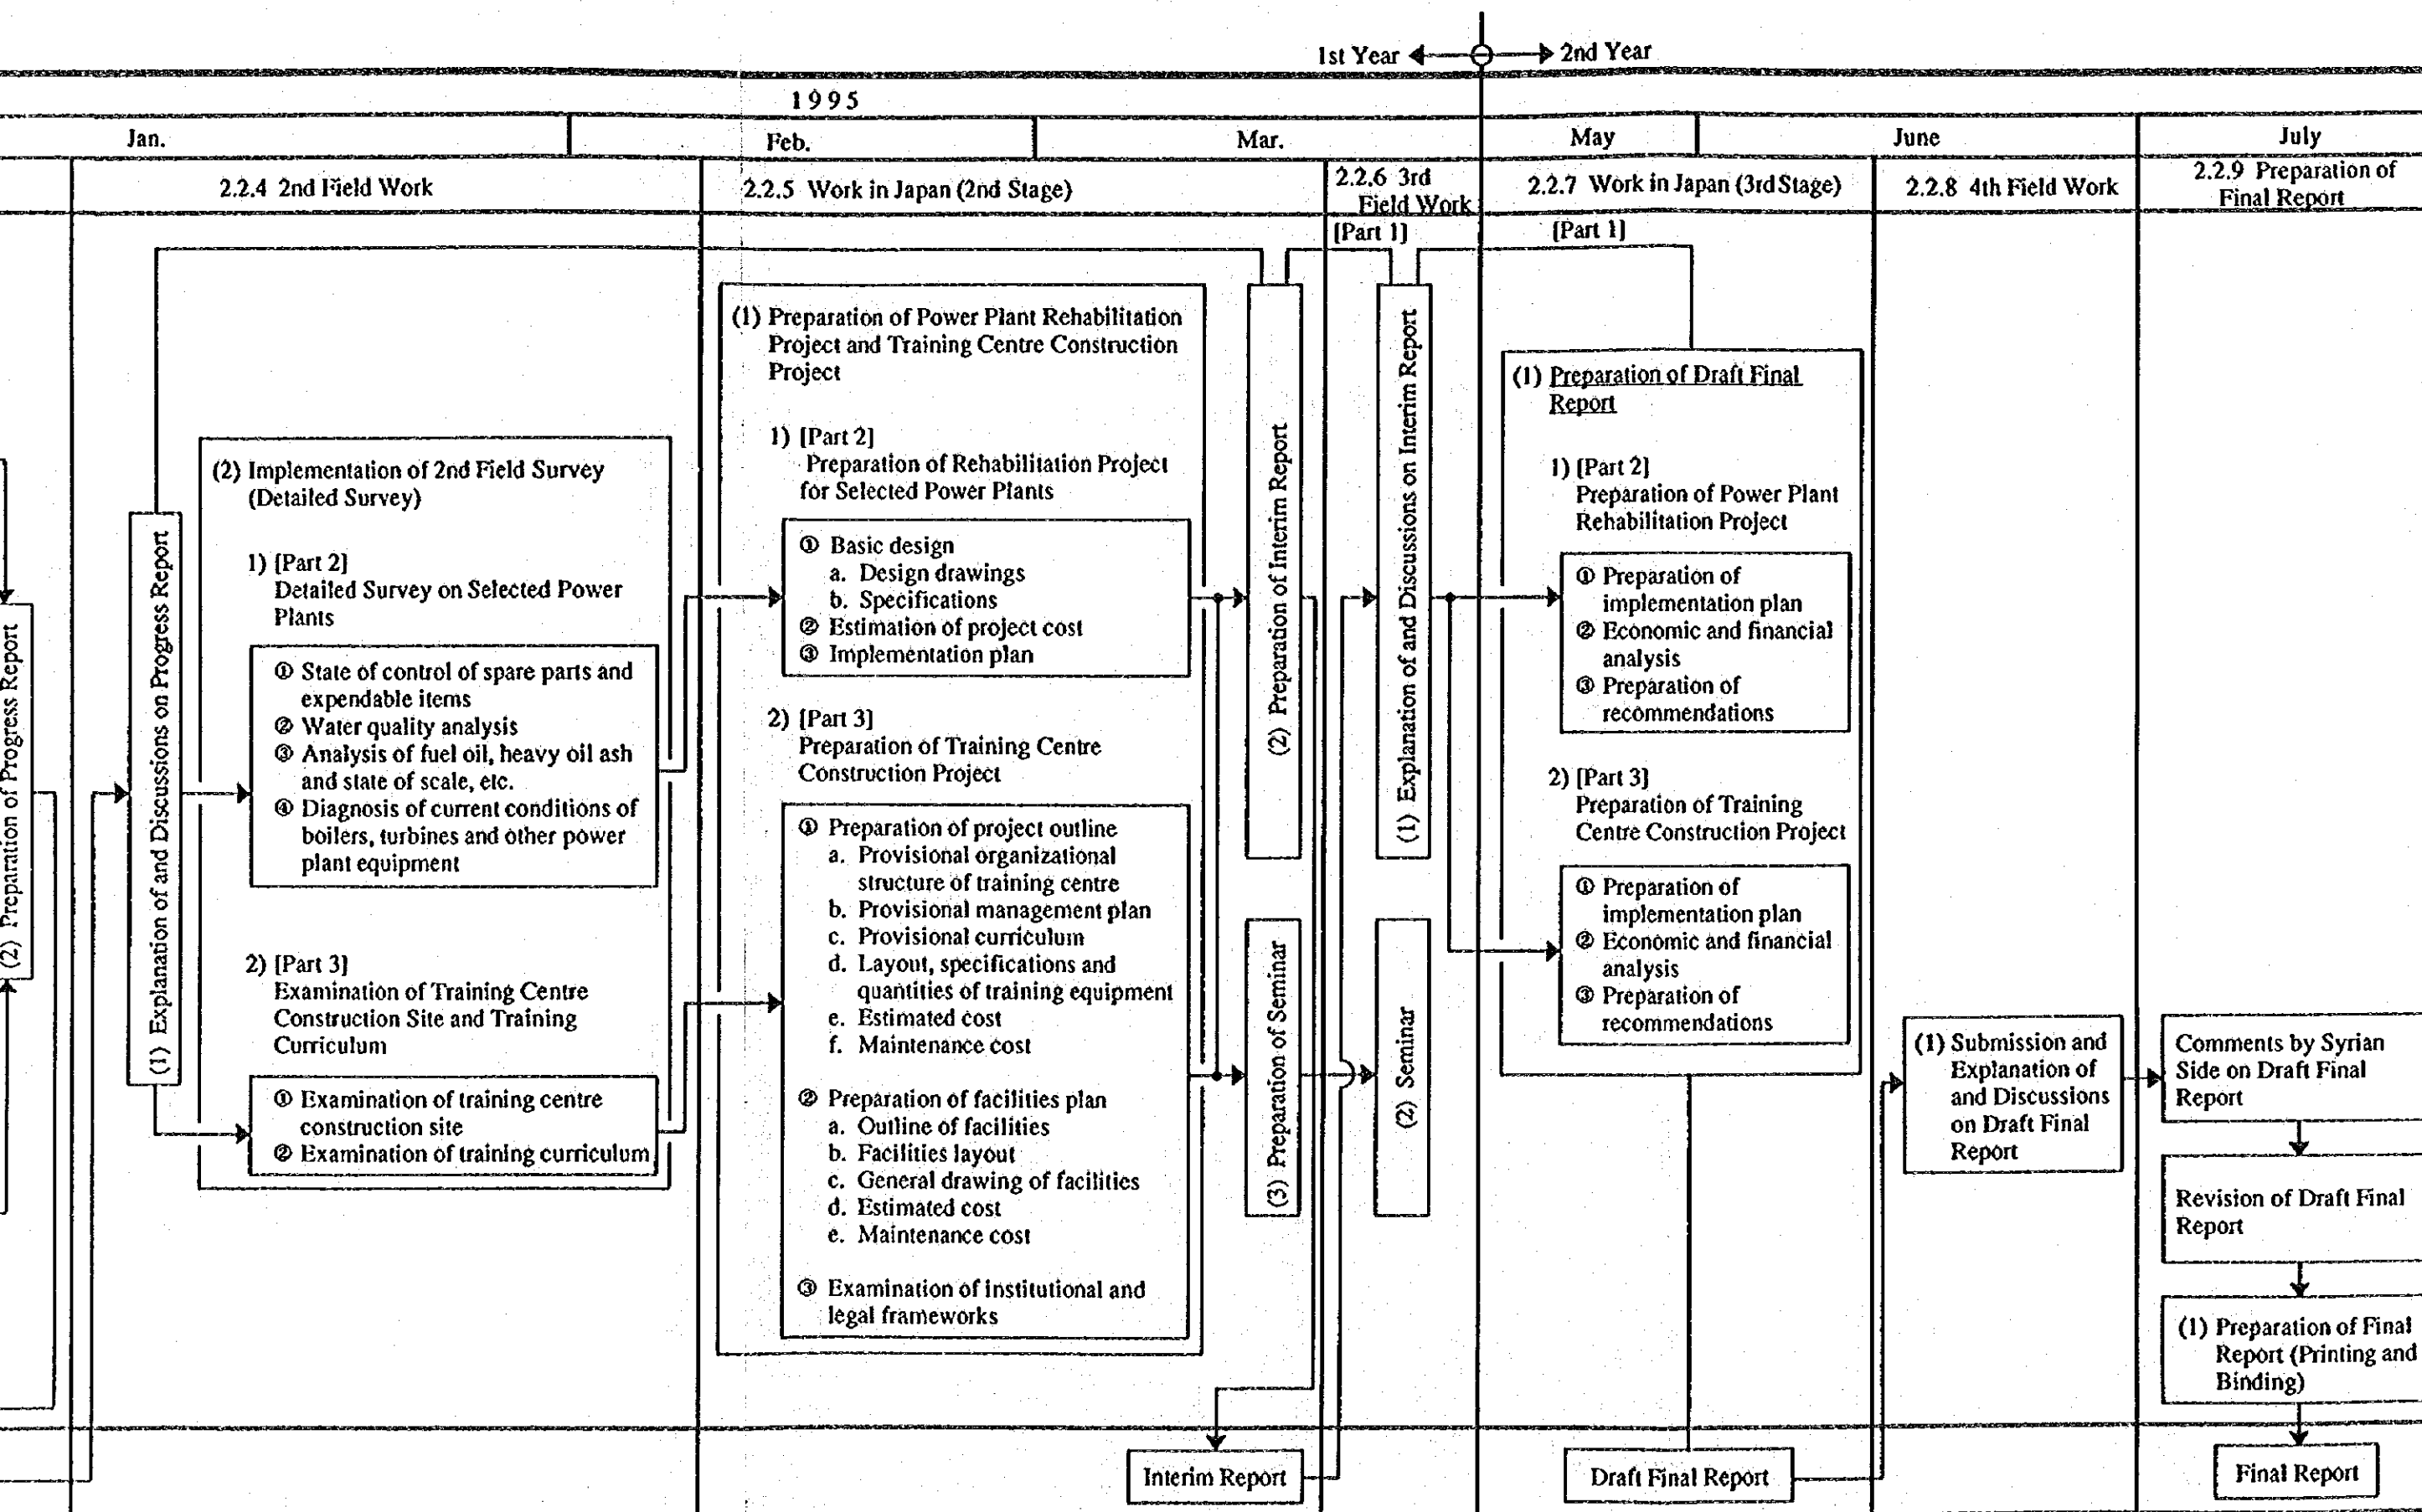 1st Year
2nd Year
1995
Jan.
Feb.
Mar.
May
June
July
2.2.4 2nd Field Work
2.2.5 Work in Japan (2nd Stage)
2.2.6 3rd
Field Work
2.2.7 Work in Japan (3rd Stage)
2.2.8 4th Field Work
2.2.9 Preparation of
Final Report
[Part 1]
[Part 1]
(2) Preparation of Progress Report
(1) Explanation of and Discussions on Progress Report
(2) Implementation of 2nd Field Survey
(Detailed Survey)
1) [Part 2]
Detailed Survey on Selected Power
Plants
① State of control of spare parts and
expendable items
② Water quality analysis
③ Analysis of fuel oil, heavy oil ash
and state of scale, etc.
④ Diagnosis of current conditions of
boilers, turbines and other power
plant equipment
2) [Part 3]
Examination of Training Centre
Construction Site and Training
Curriculum
① Examination of training centre
construction site
② Examination of training curriculum
(1) Preparation of Power Plant Rehabilitation
Project and Training Centre Construction
Project
1) [Part 2]
Preparation of Rehabilitation Project
for Selected Power Plants
① Basic design
a. Design drawings
b. Specifications
② Estimation of project cost
③ Implementation plan
2) [Part 3]
Preparation of Training Centre
Construction Project
① Preparation of project outline
a. Provisional organizational
structure of training centre
b. Provisional management plan
c. Provisional curriculum
d. Layout, specifications and
quantities of training equipment
e. Estimated cost
f. Maintenance cost
② Preparation of facilities plan
a. Outline of facilities
b. Facilities layout
c. General drawing of facilities
d. Estimated cost
e. Maintenance cost
③ Examination of institutional and
legal frameworks
(2) Preparation of Interim Report
(3) Preparation of Seminar
Interim Report
(1) Explanation of and Discussions on Interim Report
(2) Seminar
(1) Preparation of Draft Final
Report
1) [Part 2]
Preparation of Power Plant
Rehabilitation Project
① Preparation of
implementation plan
② Economic and financial
analysis
③ Preparation of
recommendations
2) [Part 3]
Preparation of Training
Centre Construction Project
① Preparation of
implementation plan
② Economic and financial
analysis
③ Preparation of
recommendations
Draft Final Report
(1) Submission and
Explanation of
and Discussions
on Draft Final
Report
Comments by Syrian
Side on Draft Final
Report
Revision of Draft Final
Report
(1) Preparation of Final
Report (Printing and
Binding)
Final Report